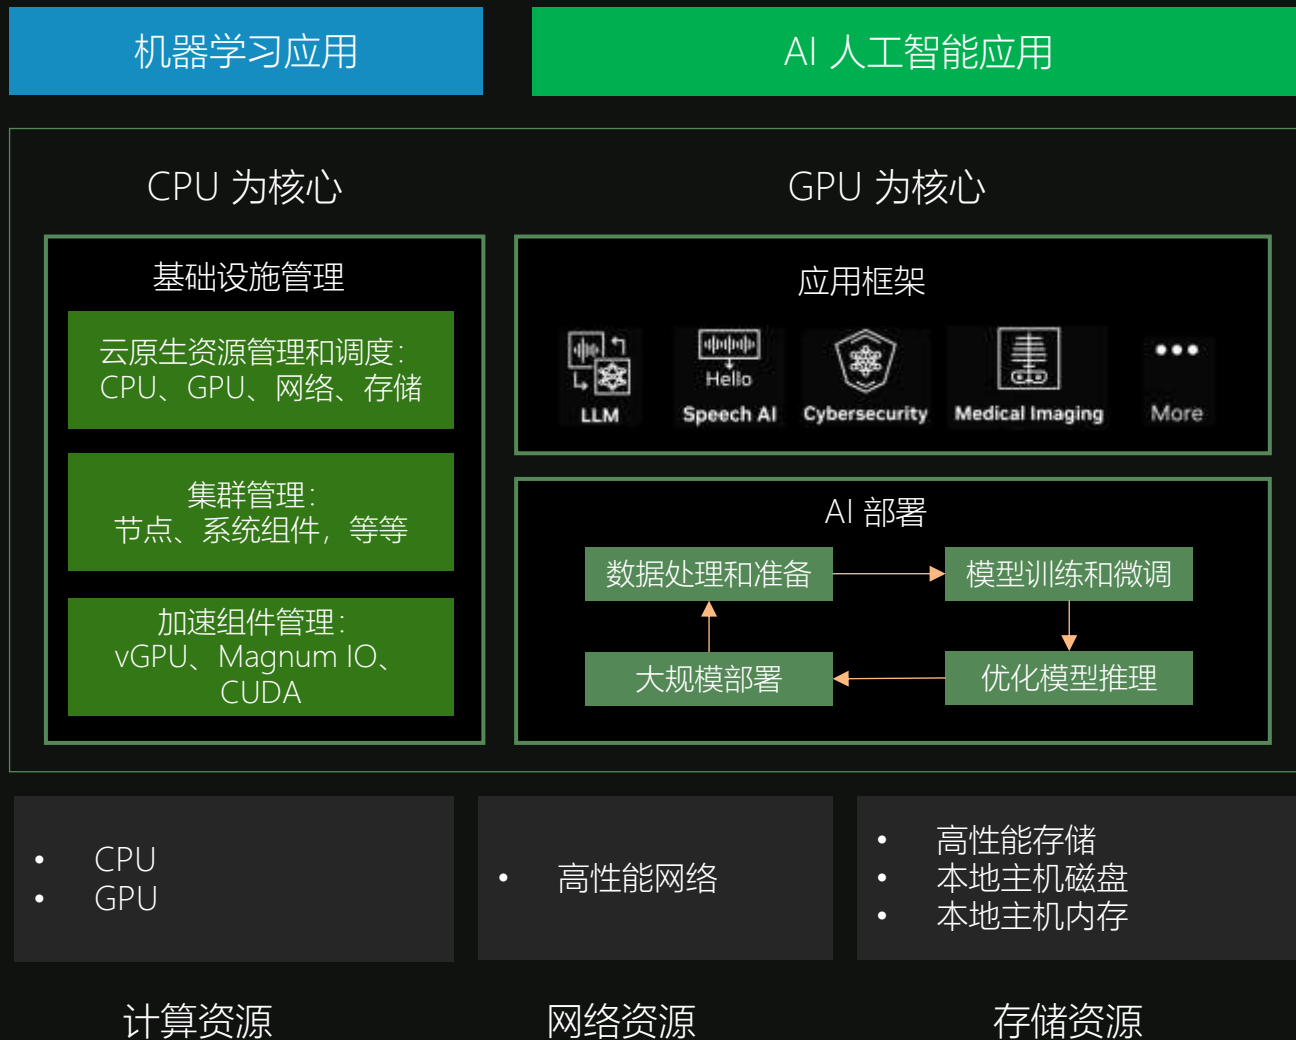 机器学习应用
AI 人工智能应用
CPU 为核心
GPU 为核心
基础设施管理
云原生资源管理和调度：
CPU、GPU、网络、存储
集群管理：
节点、系统组件，等等
加速组件管理：
vGPU、Magnum IO、
CUDA
应用框架
LLM
Hello
Speech AI
Cybersecurity
Medical Imaging
More
AI 部署
数据处理和准备
模型训练和微调
大规模部署
优化模型推理
• CPU
• GPU
• 高性能网络
• 高性能存储
• 本地主机磁盘
• 本地主机内存
计算资源
网络资源
存储资源